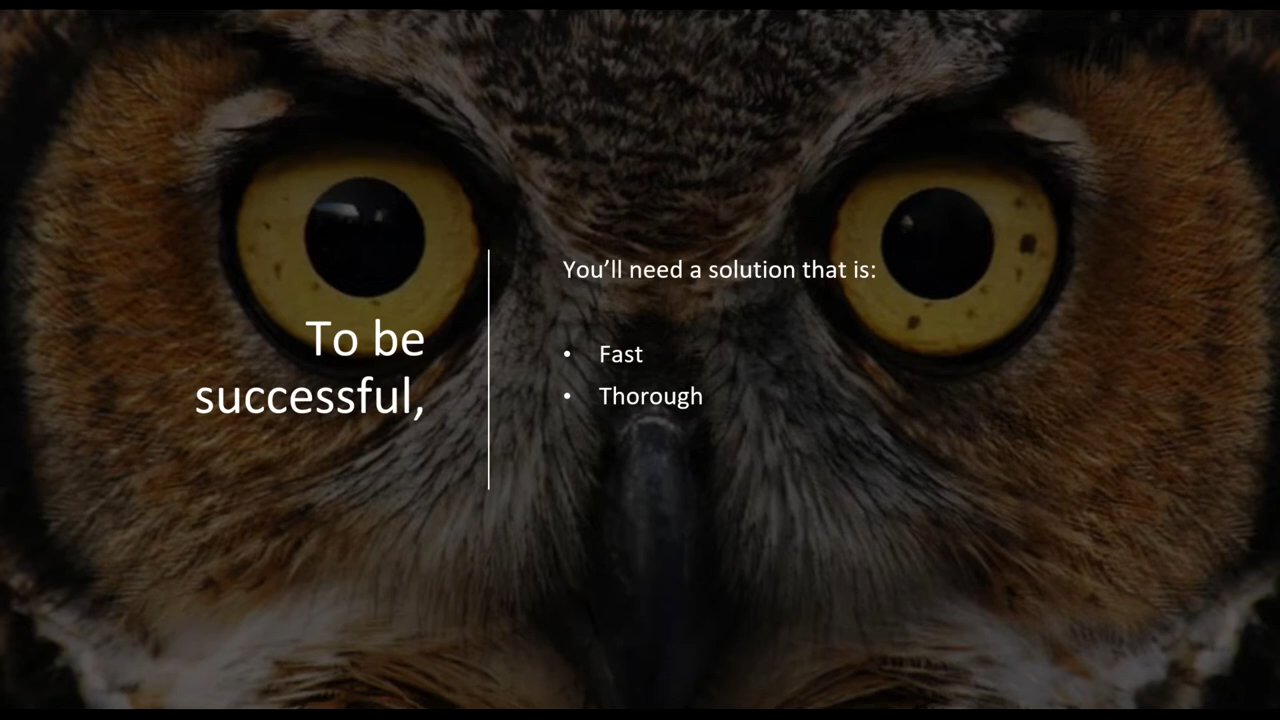 To be
successful,
You’ll need a solution that is:
• Fast
• Thorough